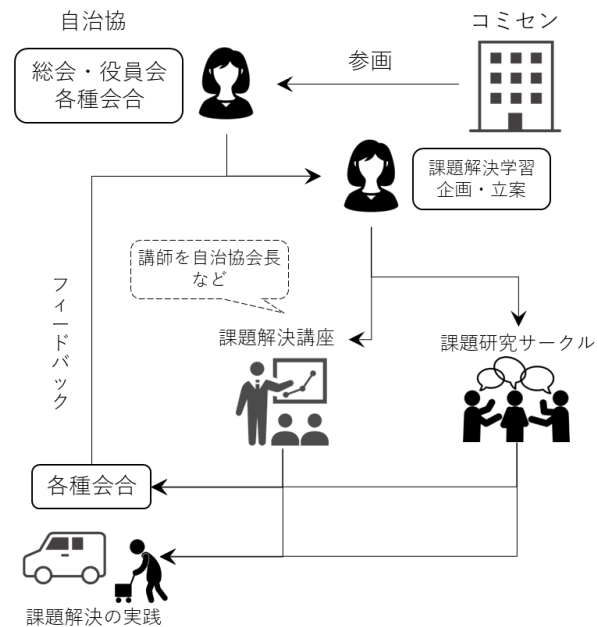 自治協
コミセン
総会・役員会
各種会合
参画
課題解決学習
企画・立案
講師を自治協会長
など
フィードバック
課題解決講座
課題研究サークル
各種会合
課題解決の実践